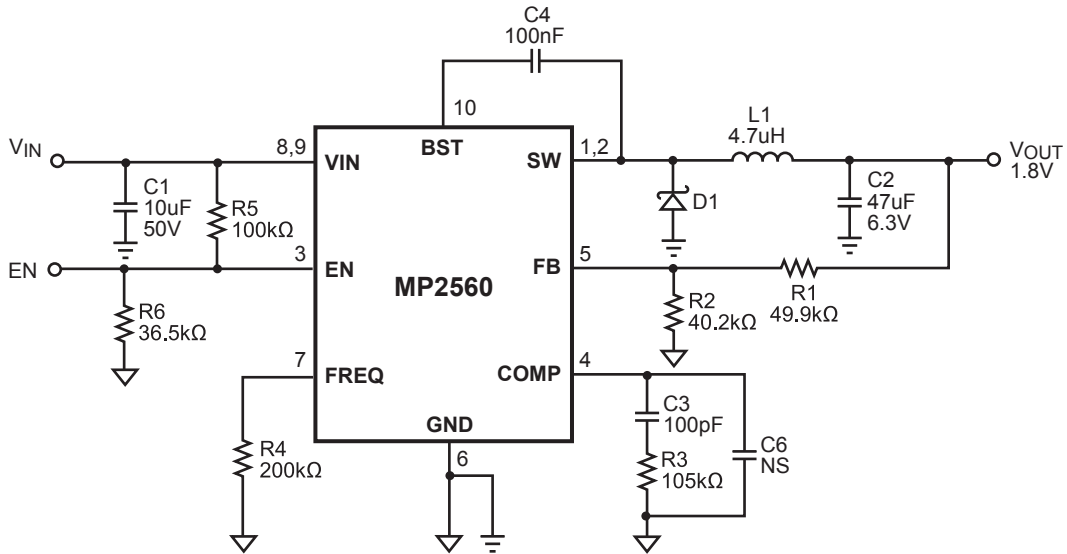 C4
100nF
10
L1
4.7uH
VIN
8,9
VIN
BST
SW
1,2
VOUT
1.8V
C1
10uF
50V
R5
100kΩ
D1
C2
47uF
6.3V
EN
3
EN
MP2560
FB
5
R6
36.5kΩ
R2
40.2kΩ
R1
49.9kΩ
7
FREQ
COMP
4
GND
6
R4
200kΩ
C3
100pF
R3
105kΩ
C6
NS